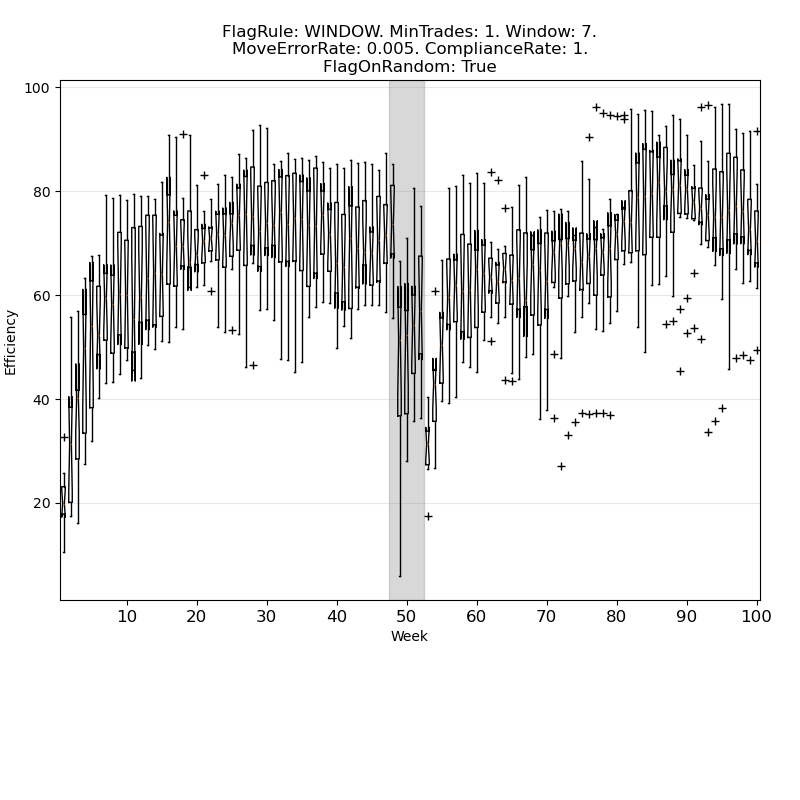 FlagRule: WINDOW. MinTrades: 1. Window: 7.
MoveErrorRate: 0.005. ComplianceRate: 1.
FlagOnRandom: True
100
80
60
40
20
Efficiency
10 20 30 40 50 60 70 80 90 100
Week